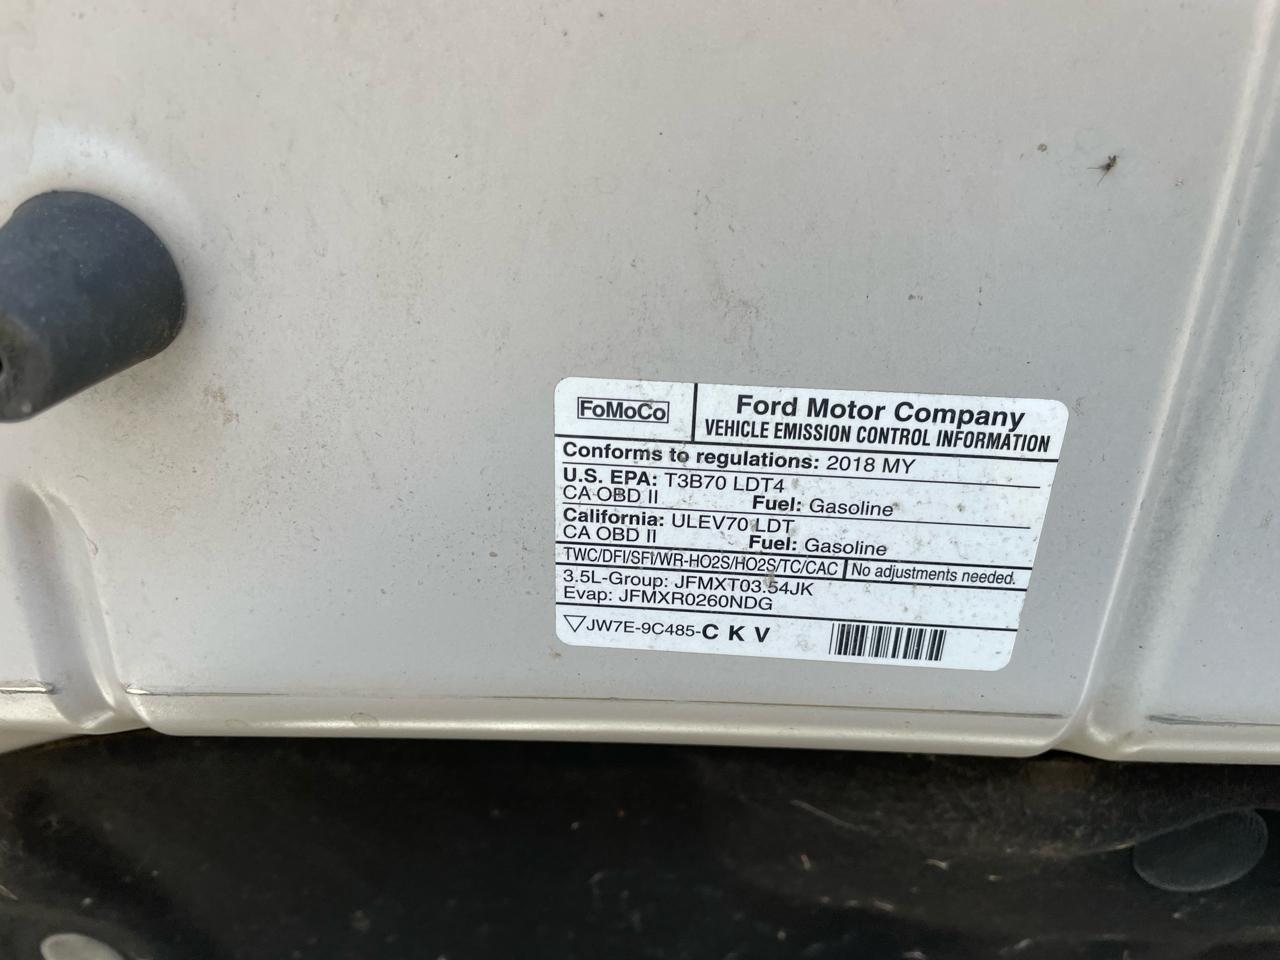 FoMoCo
Ford Motor Company
VEHICLE EMISSION CONTROL INFORMATION
Conforms to regulations: 2018 MY
U.S. EPA: T3B70 LDT4
CA OBD II Fuel: Gasoline
California: ULEV70 LDT
CA OBD II Fuel: Gasoline
TWC/DFI/SFI/WR-HO2S/HO2S/TC/CAC No adjustments needed.
3.5L-Group: JFMXT03.54JK
Evap: JFMXR0260NDG
JW7E-9C485-C K V